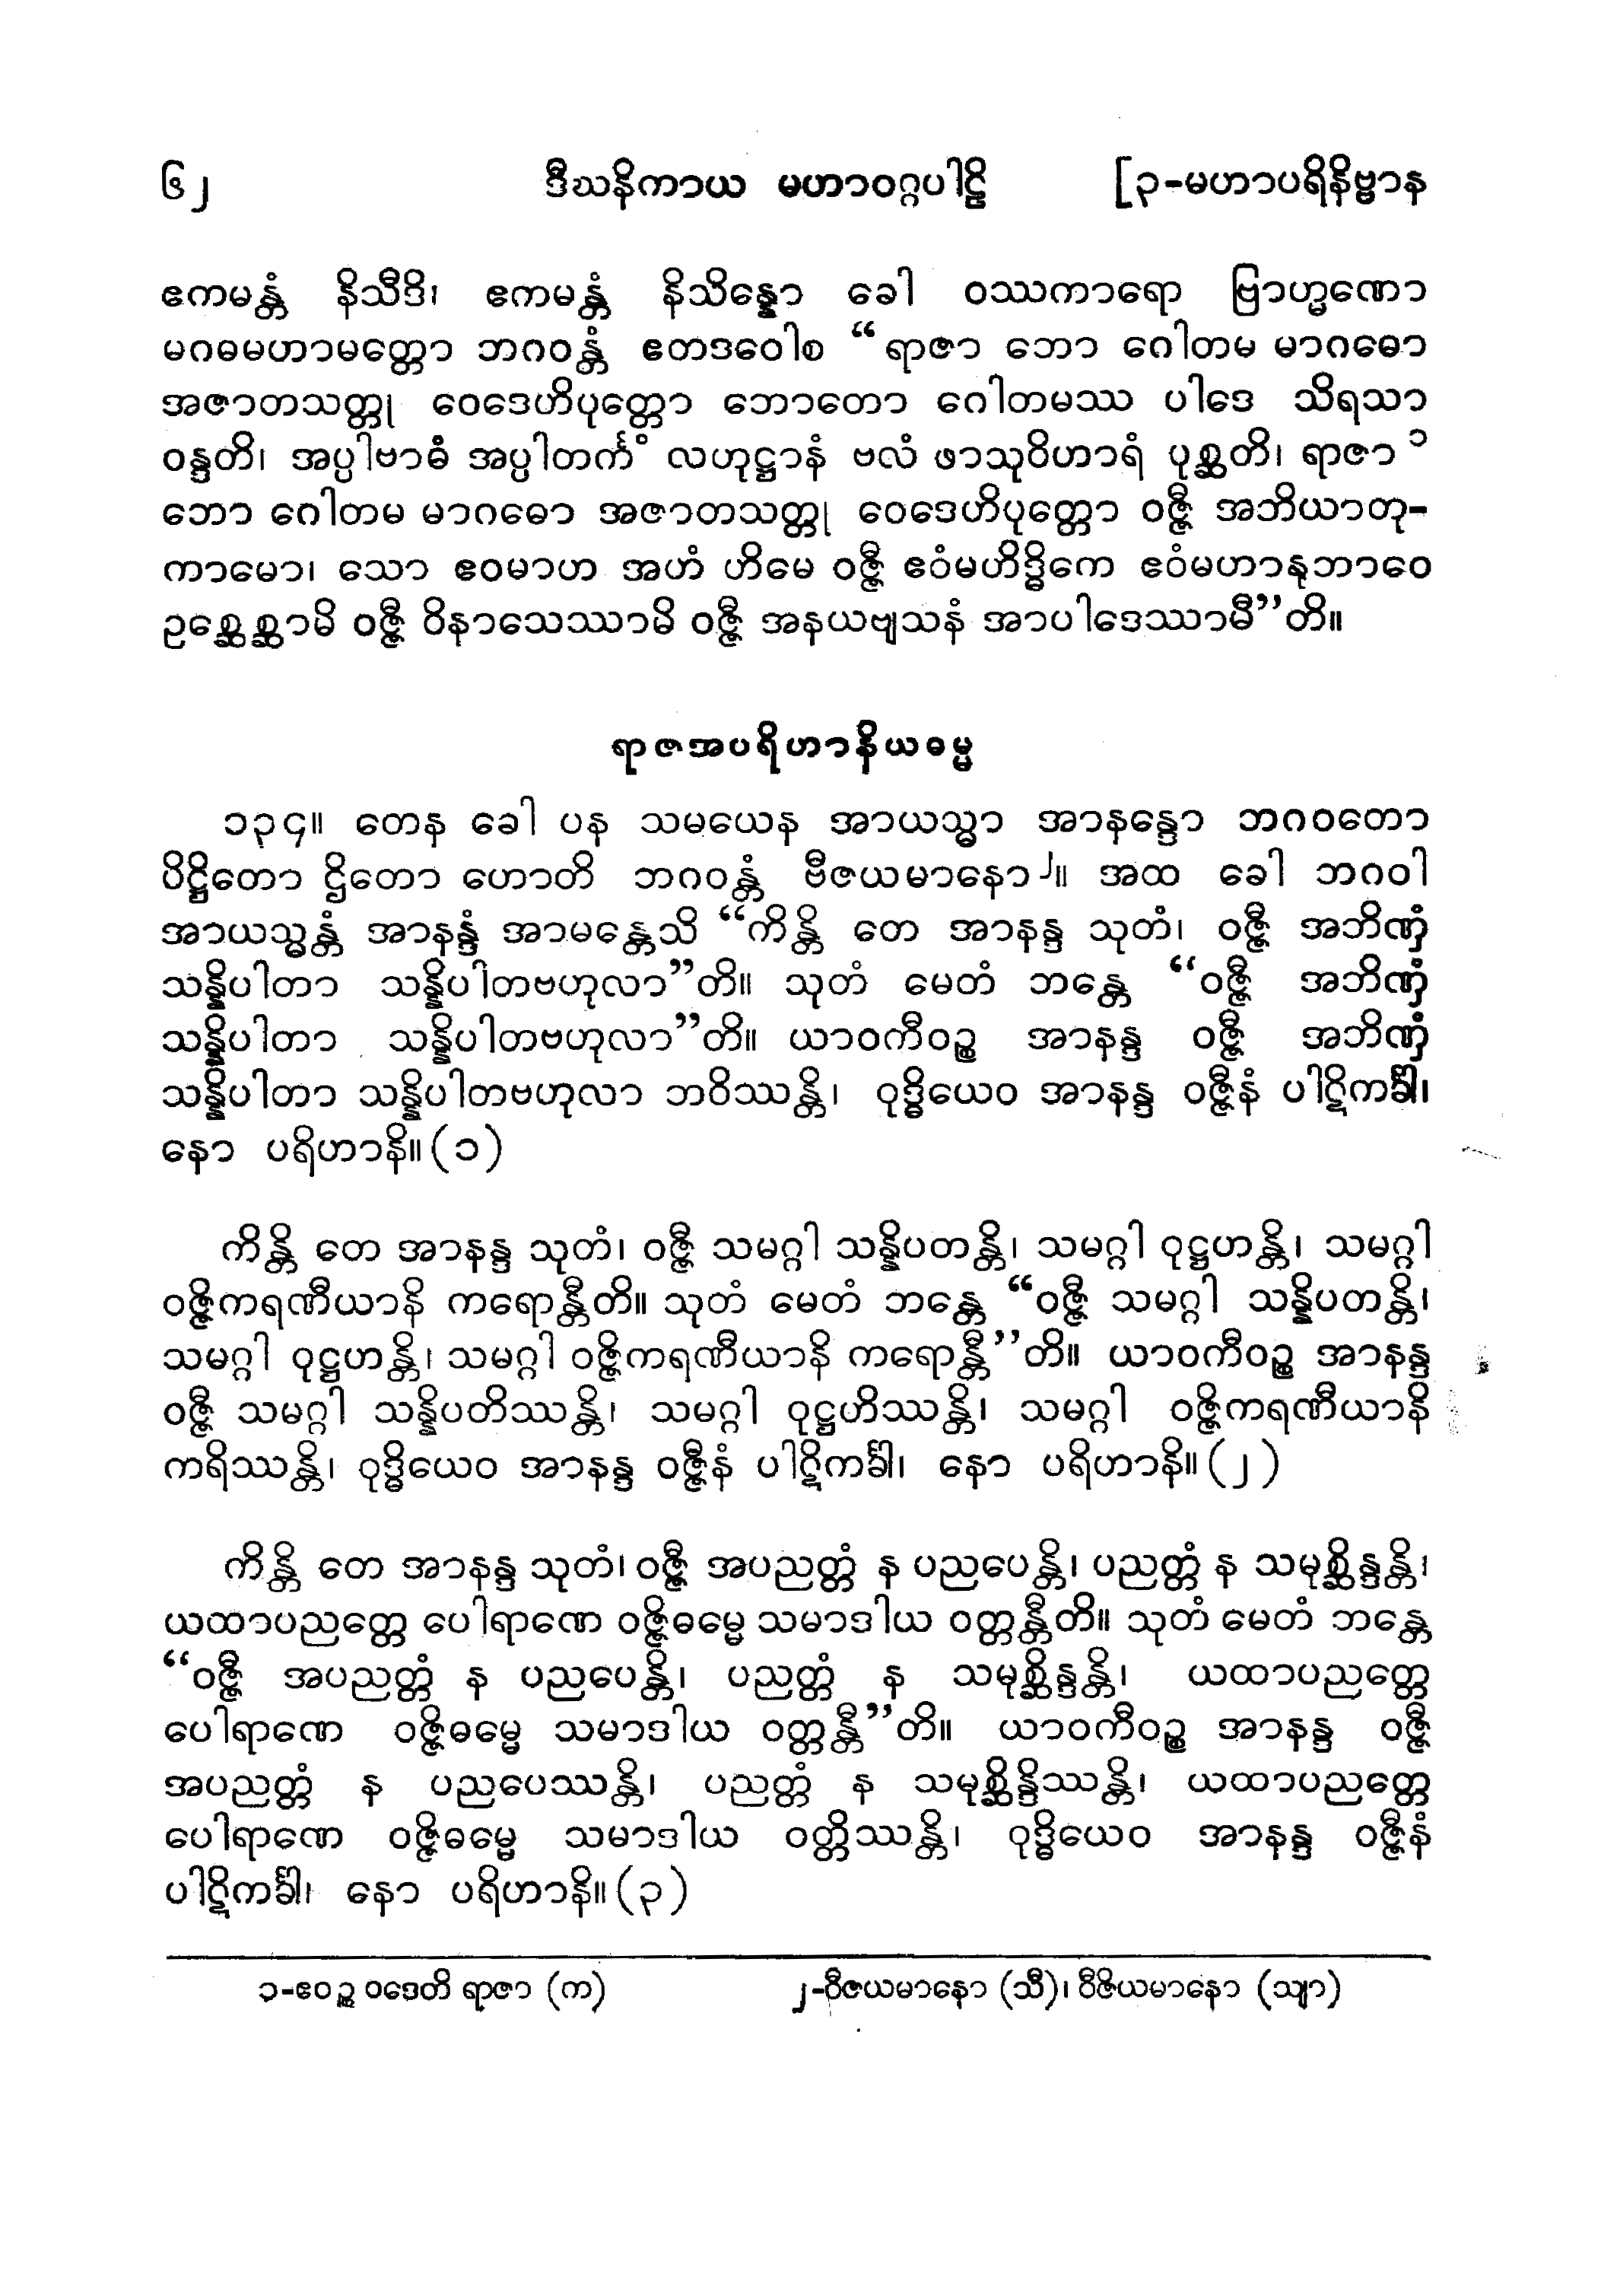 ၆၂ ဒီဃနိကာယ မဟာဝဂ္ဂပါဠိ [၃-မဟာပရိနိဗ္ဗာန
ဧကမန္တံ နိသီဒိ၊ ဧကမန္တံ နိသိန္နော ခေါ ဝဿကာရော ဗြာဟ္မဏော
မဂဓမဟာမတ္တော ဘဂဝန္တံ ဧတဒဝေါစ “ရာဇာ ဘော ဂေါတမ မာဂဓော
အဇာတသတ္တု ဝေဒေဟိပုတ္တော ဘောတော ဂေါတမဿ ပါဒေ သိရသာ
ဝန္ဒတိ၊ အပ္ပါဗာဓံ အပ္ပါတင်္ကံ လဟုဋ္ဌာနံ ဗလံ ဖာသုဝိဟာရံ ပုစ္ဆတိ၊ ရာဇာ ၁
ဘော ဂေါတမ မာဂဓော အဇာတသတ္တု ဝေဒေဟိပုတ္တော ဝဇ္ဇီ အဘိယာတု-
ကာမော၊ သော ဧဝမာဟ အဟံ ဟိမေ ဝဇ္ဇီ ဧဝံမဟိဒ္ဓိကေ ဧဝံမဟာနုဘာဝေ
ဥစ္ဆေစ္ဆာမိ ဝဇ္ဇီ ဝိနာသေဿာမိ ဝဇ္ဇီ အနယဗျသနံ အာပါဒေဿာမီ”တိ။
ရာဇအပရိဟာနိယဓမ္မ
၁၃၄။ တေန ခေါ ပန သမယေန အာယသ္မာ အာနန္ဒော ဘဂဝတော
ပိဋ္ဌိတော ဌိတော ဟောတိ ဘဂဝန္တံ ဗီဇယမာနော၂။ အထ ခေါ ဘဂဝါ
အာယသ္မန္တံ အာနန္ဒံ အာမန္တေသိ “ကိန္တိ တေ အာနန္ဒ သုတံ၊ ဝဇ္ဇီ အဘိဏှံ
သန္နိပါတာ သန္နိပါတဗဟုလာ”တိ။ သုတံ မေတံ ဘန္တေ “ဝဇ္ဇီ အဘိဏှံ
သန္နိပါတာ သန္နိပါတဗဟုလာ”တိ။ ယာဝကီဝဉ္စ အာနန္ဒ ဝဇ္ဇီ အဘိဏှံ
သန္နိပါတာ သန္နိပါတဗဟုလာ ဘဝိဿန္တိ၊ ဝုဒ္ဓိယေဝ အာနန္ဒ ဝဇ္ဇီနံ ပါဋိကင်္ခါ၊
နော ပရိဟာနိ။ (၁)
ကိန္တိ တေ အာနန္ဒ သုတံ၊ ဝဇ္ဇီ သမဂ္ဂါ သန္နိပတန္တိ၊ သမဂ္ဂါ ဝုဋ္ဌဟန္တိ၊ သမဂ္ဂါ
ဝဇ္ဇိကရဏီယာနိ ကရောန္တီတိ။ သုတံ မေတံ ဘန္တေ “ဝဇ္ဇီ သမဂ္ဂါ သန္နိပတန္တိ၊
သမဂ္ဂါ ဝုဋ္ဌဟန္တိ၊ သမဂ္ဂါ ဝဇ္ဇိကရဏီယာနိ ကရောန္တီ”တိ။ ယာဝကီဝဉ္စ အာနန္ဒ
ဝဇ္ဇီ သမဂ္ဂါ သန္နိပတိဿန္တိ၊ သမဂ္ဂါ ဝုဋ္ဌဟိဿန္တိ၊ သမဂ္ဂါ ဝဇ္ဇိကရဏီယာနိ
ကရိဿန္တိ၊ ဝုဒ္ဓိယေဝ အာနန္ဒ ဝဇ္ဇီနံ ပါဋိကင်္ခါ၊ နော ပရိဟာနိ။ (၂)
ကိန္တိ တေ အာနန္ဒ သုတံ၊ ဝဇ္ဇီ အပညတ္တံ န ပညပေန္တိ၊ ပညတ္တံ န သမုစ္ဆိန္ဒန္တိ၊
ယထာပညတ္တေ ပေါရာဏေ ဝဇ္ဇိဓမ္မေ သမာဒါယ ဝတ္တန္တီတိ။ သုတံ မေတံ ဘန္တေ
“ဝဇ္ဇီ အပညတ္တံ န ပညပေန္တိ၊ ပညတ္တံ န သမုစ္ဆိန္ဒန္တိ၊ ယထာပညတ္တေ
ပေါရာဏေ ဝဇ္ဇိဓမ္မေ သမာဒါယ ဝတ္တန္တီ”တိ။ ယာဝကီဝဉ္စ အာနန္ဒ ဝဇ္ဇီ
အပညတ္တံ န ပညပေဿန္တိ၊ ပညတ္တံ န သမုစ္ဆိန္ဒိဿန္တိ၊ ယထာပညတ္တေ
ပေါရာဏေ ဝဇ္ဇိဓမ္မေ သမာဒါယ ဝတ္တိဿန္တိ၊ ဝုဒ္ဓိယေဝ အာနန္ဒ ဝဇ္ဇီနံ
ပါဋိကင်္ခါ၊ နော ပရိဟာနိ။ (၃)
၁-ဧဝဉ္စ ဝဒေတိ ရာဇာ (က) ၂-ဝီဇယမာနော (သီ)၊ ဝီဇိယမာနော (သျာ)